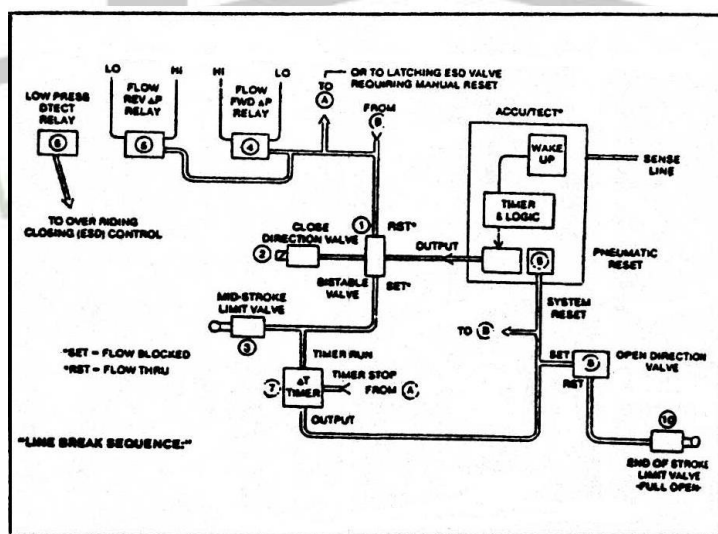 LO
HI
HI
LO
LOW PRESS
DTECT
RELAY
6
FLOW
REV ΔP
RELAY
5
FLOW
FWD ΔP
RELAY
4
TO
A
OR TO LATCHING ESD VALVE
REQUIRING MANUAL RESET
FROM
B
ACCU/TECT*
WAKE
UP
SENSE
LINE
TIMER
& LOGIC
TO OVER RIDING
CLOSING (ESD) CONTROL
1
RST*
CLOSE
DIRECTION VALVE
2
OUTPUT
9
PNEUMATIC
RESET
BISTABLE
VALVE
SET*
MID-STROKE
LIMIT VALVE
3
SYSTEM
RESET
TO B
*SET = FLOW BLOCKED
*RST = FLOW THRU
TIMER RUN
7
ΔT
TIMER
TIMER STOP
FROM A
SET
8
OPEN DIRECTION
VALVE
RST
OUTPUT
10
"LINE BREAK SEQUENCE:"
END OF STROKE
LIMIT VALVE
-FULL OPEN-